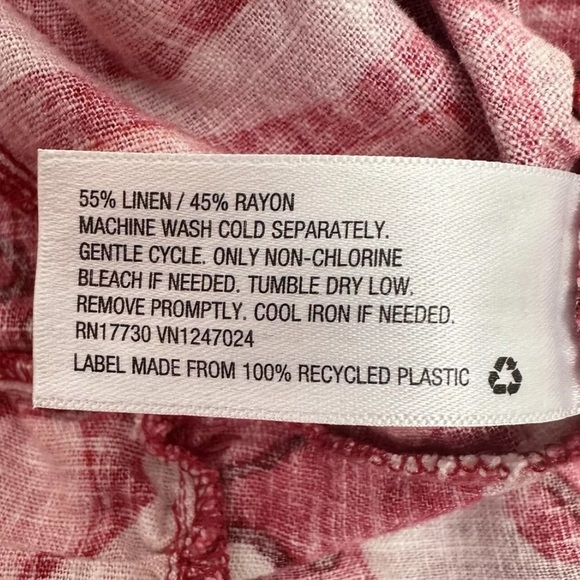 55% LINEN / 45% RAYON
MACHINE WASH COLD SEPARATELY.
GENTLE CYCLE. ONLY NON-CHLORINE
BLEACH IF NEEDED. TUMBLE DRY LOW.
REMOVE PROMPTLY. COOL IRON IF NEEDED.
RN17730 VN1247024
LABEL MADE FROM 100% RECYCLED PLASTIC